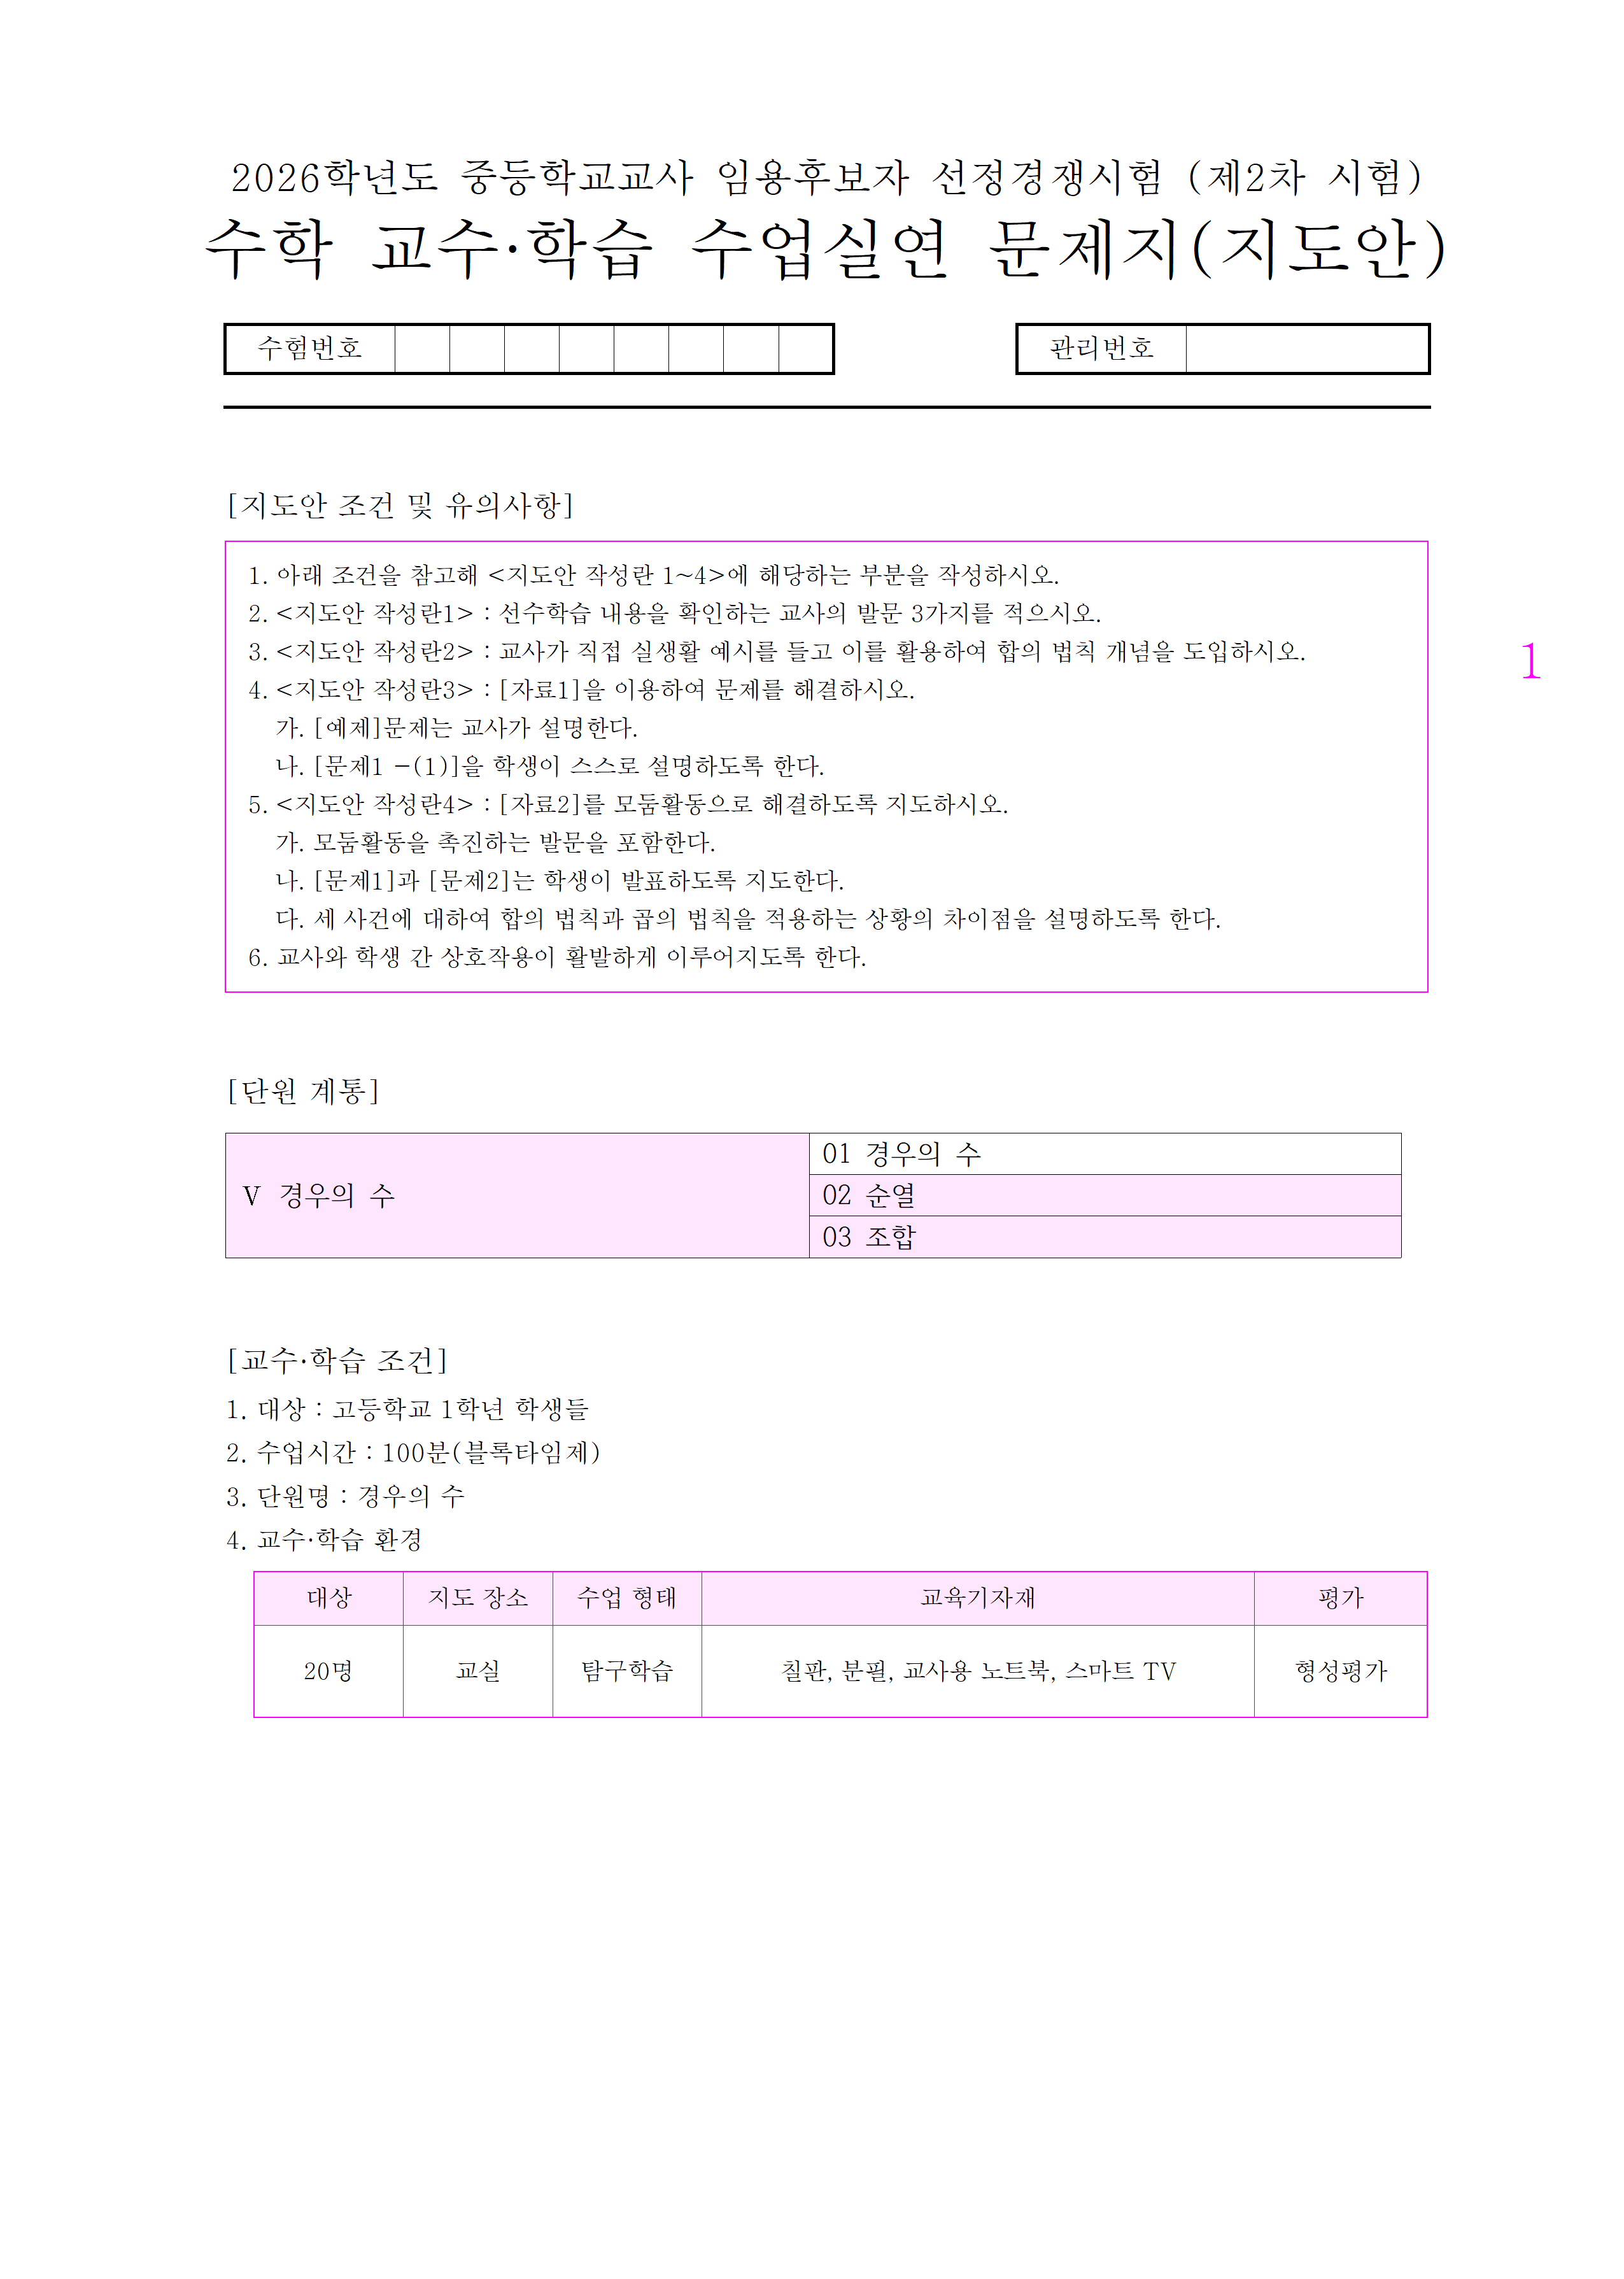 2026학년도 중등학교교사 임용후보자 선정경쟁시험 (제2차 시험)
수학 교수·학습 수업실연 문제지(지도안)
수험번호
관리번호
[지도안 조건 및 유의사항]
1. 아래 조건을 참고해 <지도안 작성란 1~4>에 해당하는 부분을 작성하시오.
2. <지도안 작성란1> : 선수학습 내용을 확인하는 교사의 발문 3가지를 적으시오.
3. <지도안 작성란2> : 교사가 직접 실생활 예시를 들고 이를 활용하여 합의 법칙 개념을 도입하시오.
4. <지도안 작성란3> : [자료1]을 이용하여 문제를 해결하시오.
가. [예제]문제는 교사가 설명한다.
나. [문제1 -(1)]을 학생이 스스로 설명하도록 한다.
5. <지도안 작성란4> : [자료2]를 모둠활동으로 해결하도록 지도하시오.
가. 모둠활동을 촉진하는 발문을 포함한다.
나. [문제1]과 [문제2]는 학생이 발표하도록 지도한다.
다. 세 사건에 대하여 합의 법칙과 곱의 법칙을 적용하는 상황의 차이점을 설명하도록 한다.
6. 교사와 학생 간 상호작용이 활발하게 이루어지도록 한다.
1
[단원 계통]
Ⅴ 경우의 수
01 경우의 수
02 순열
03 조합
[교수·학습 조건]
1. 대상 : 고등학교 1학년 학생들
2. 수업시간 : 100분(블록타임제)
3. 단원명 : 경우의 수
4. 교수·학습 환경
대상 지도 장소 수업 형태 교육기자재 평가
20명 교실 탐구학습 칠판, 분필, 교사용 노트북, 스마트 TV 형성평가